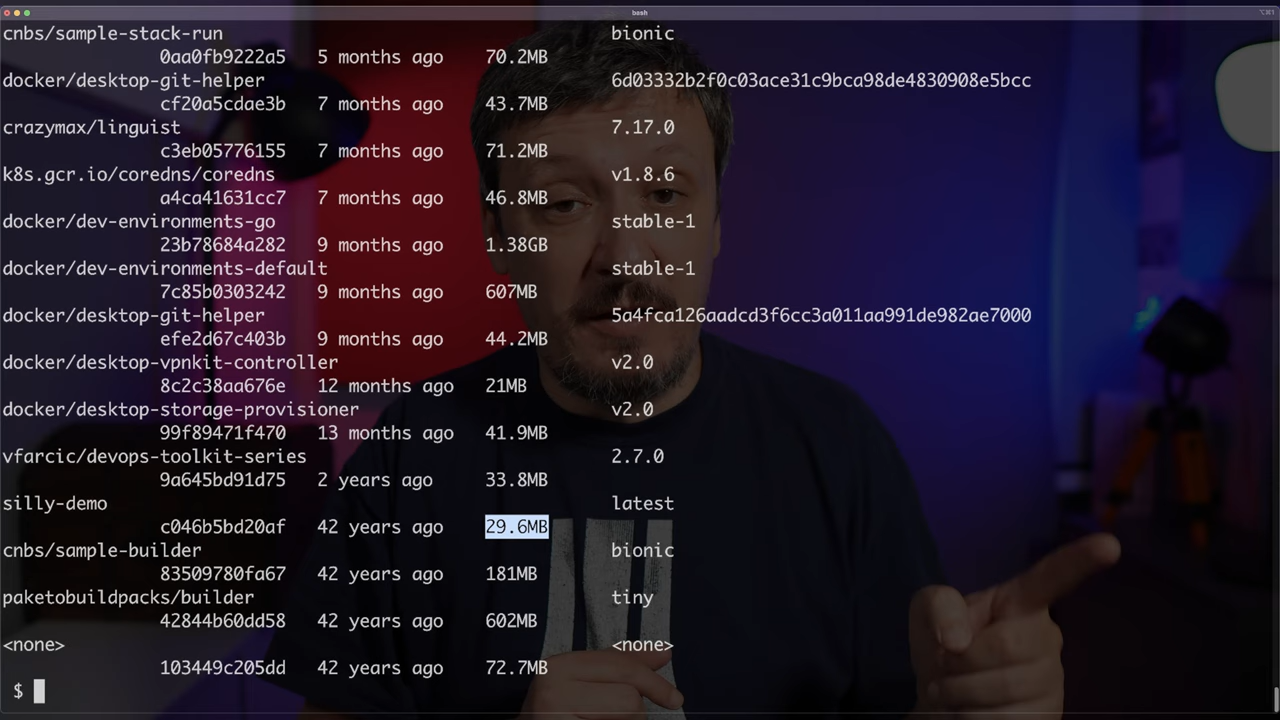 bash
⌥⌘1
cnbs/sample-stack-run bionic
0aa0fb9222a5 5 months ago 70.2MB
docker/desktop-git-helper 6d03332b2f0c03ace31c9bca98de4830908e5bcc
cf20a5cdae3b 7 months ago 43.7MB
crazymax/linguist 7.17.0
c3eb05776155 7 months ago 71.2MB
k8s.gcr.io/coredns/coredns v1.8.6
a4ca41631cc7 7 months ago 46.8MB
docker/dev-environments-go stable-1
23b78684a282 9 months ago 1.38GB
docker/dev-environments-default stable-1
7c85b0303242 9 months ago 607MB
docker/desktop-git-helper 5a4fca126aadcd3f6cc3a011aa991de982ae7000
efe2d67c403b 9 months ago 44.2MB
docker/desktop-vpnkit-controller v2.0
8c2c38aa676e 12 months ago 21MB
docker/desktop-storage-provisioner v2.0
99f89471f470 13 months ago 41.9MB
vfarcic/devops-toolkit-series 2.7.0
9a645bd91d75 2 years ago 33.8MB
silly-demo latest
c046b5bd20af 42 years ago 29.6MB
cnbs/sample-builder bionic
83509780fa67 42 years ago 181MB
paketobuildpacks/builder tiny
42844b60dd58 42 years ago 602MB
<none> <none>
103449c205dd 42 years ago 72.7MB
$